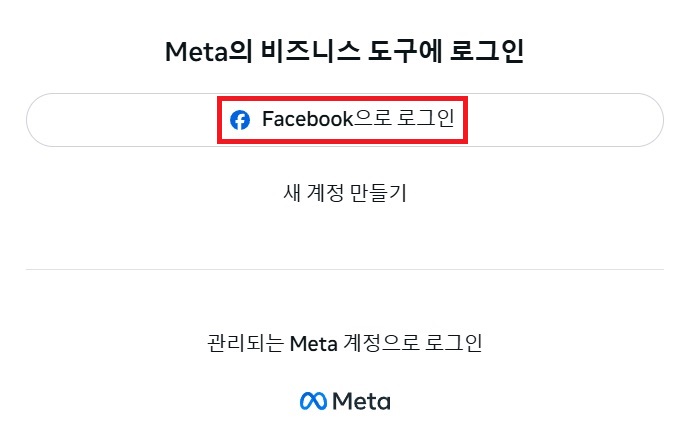 Meta의 비즈니스 도구에 로그인
Facebook으로 로그인
새 계정 만들기
관리되는 Meta 계정으로 로그인
Meta